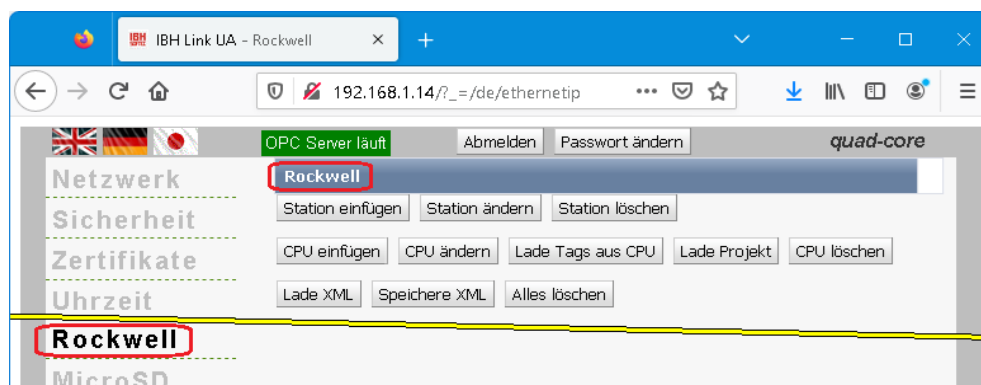 IBH Link UA - Rockwell
192.168.1.14/?_=/de/ethernetip
OPC Server läuft Abmelden Passwort ändern quad-core
Netzwerk
Rockwell
Station einfügen Station ändern Station löschen
Sicherheit
CPU einfügen CPU ändern Lade Tags aus CPU Lade Projekt CPU löschen
Zertifikate
Lade XML Speichere XML Alles löschen
Uhrzeit
Rockwell
MicroSD